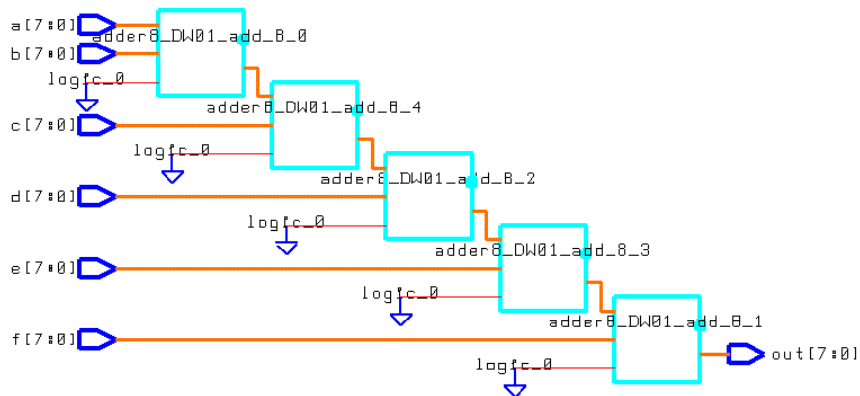 a[7:0]
adder8_DW01_add_8_0
b[7:0]
logic_0
adder8_DW01_add_8_4
c[7:0]
logic_0
adder8_DW01_add_8_2
d[7:0]
logic_0
adder8_DW01_add_8_3
e[7:0]
logic_0
adder8_DW01_add_8_1
f[7:0]
out[7:0]
logic_0